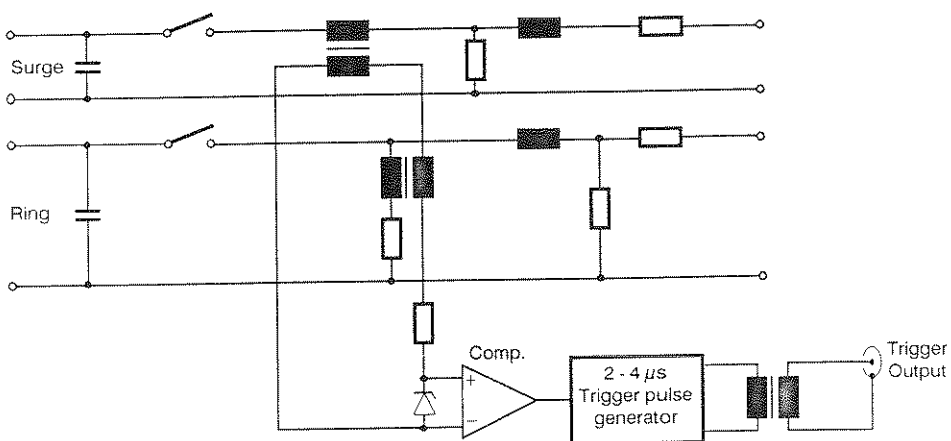 Surge
Ring
Comp.
+
−
2 - 4 µs
Trigger pulse
generator
Trigger
Output